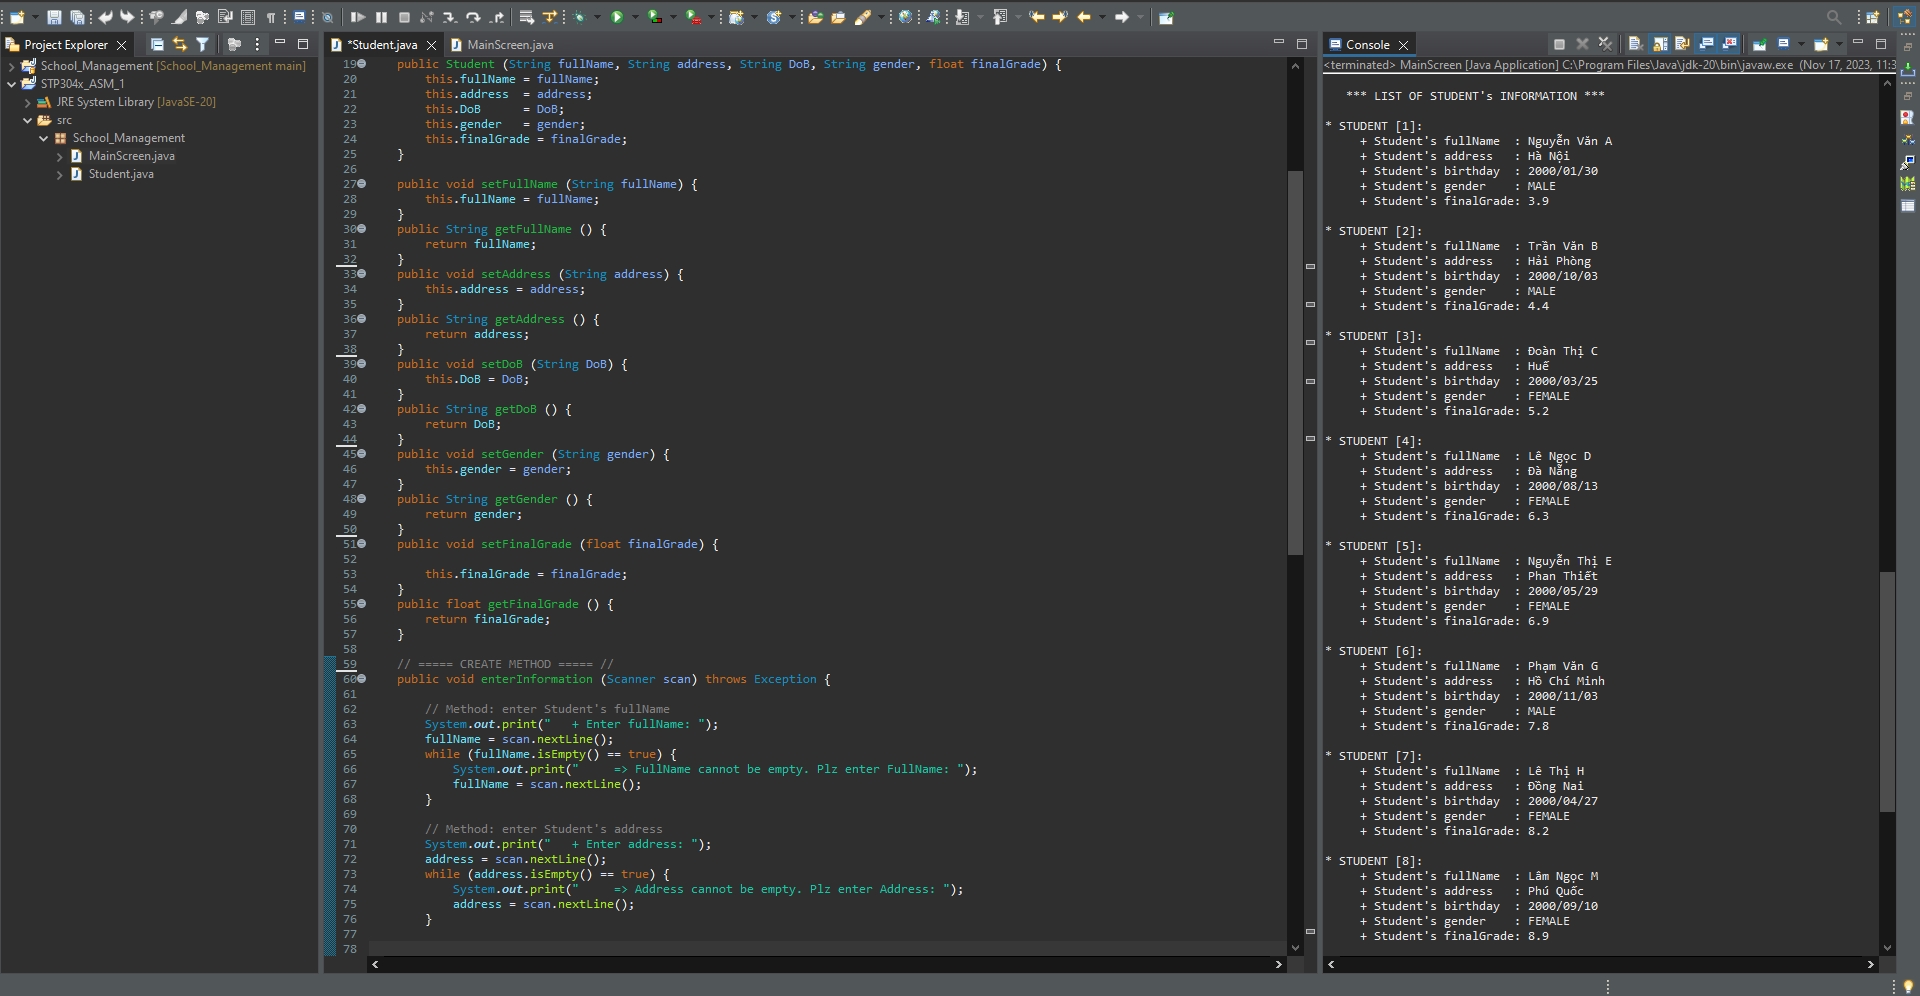 Project Explorer
School_Management [School_Management main]
STP304x_ASM_1
JRE System Library [JavaSE-20]
src
School_Management
MainScreen.java
Student.java
*Student.java
MainScreen.java
19 public Student (String fullName, String address, String DoB, String gender, float finalGrade) {
20 this.fullName = fullName;
21 this.address = address;
22 this.DoB = DoB;
23 this.gender = gender;
24 this.finalGrade = finalGrade;
25 }
26
27 public void setFullName (String fullName) {
28 this.fullName = fullName;
29 }
30 public String getFullName () {
31 return fullName;
32 }
33 public void setAddress (String address) {
34 this.address = address;
35 }
36 public String getAddress () {
37 return address;
38 }
39 public void setDoB (String DoB) {
40 this.DoB = DoB;
41 }
42 public String getDoB () {
43 return DoB;
44 }
45 public void setGender (String gender) {
46 this.gender = gender;
47 }
48 public String getGender () {
49 return gender;
50 }
51 public void setFinalGrade (float finalGrade) {
52
53 this.finalGrade = finalGrade;
54 }
55 public float getFinalGrade () {
56 return finalGrade;
57 }
58
59 // ===== CREATE METHOD ===== //
60 public void enterInformation (Scanner scan) throws Exception {
61
62 // Method: enter Student's fullName
63 System.out.print("   + Enter fullName: ");
64 fullName = scan.nextLine();
65 while (fullName.isEmpty() == true) {
66 System.out.print("     => FullName cannot be empty. Plz enter FullName: ");
67 fullName = scan.nextLine();
68 }
69
70 // Method: enter Student's address
71 System.out.print("   + Enter address: ");
72 address = scan.nextLine();
73 while (address.isEmpty() == true) {
74 System.out.print("     => Address cannot be empty. Plz enter Address: ");
75 address = scan.nextLine();
76 }
77
78
Console
<terminated> MainScreen [Java Application] C:\Program Files\Java\jdk-20\bin\javaw.exe (Nov 17, 2023, 11:3
*** LIST OF STUDENT's INFORMATION ***
* STUDENT [1]:
+ Student's fullName : Nguyễn Văn A
+ Student's address : Hà Nội
+ Student's birthday : 2000/01/30
+ Student's gender : MALE
+ Student's finalGrade: 3.9
* STUDENT [2]:
+ Student's fullName : Trần Văn B
+ Student's address : Hải Phòng
+ Student's birthday : 2000/10/03
+ Student's gender : MALE
+ Student's finalGrade: 4.4
* STUDENT [3]:
+ Student's fullName : Đoàn Thị C
+ Student's address : Huế
+ Student's birthday : 2000/03/25
+ Student's gender : FEMALE
+ Student's finalGrade: 5.2
* STUDENT [4]:
+ Student's fullName : Lê Ngọc D
+ Student's address : Đà Nẵng
+ Student's birthday : 2000/08/13
+ Student's gender : FEMALE
+ Student's finalGrade: 6.3
* STUDENT [5]:
+ Student's fullName : Nguyễn Thị E
+ Student's address : Phan Thiết
+ Student's birthday : 2000/05/29
+ Student's gender : FEMALE
+ Student's finalGrade: 6.9
* STUDENT [6]:
+ Student's fullName : Phạm Văn G
+ Student's address : Hồ Chí Minh
+ Student's birthday : 2000/11/03
+ Student's gender : MALE
+ Student's finalGrade: 7.8
* STUDENT [7]:
+ Student's fullName : Lê Thị H
+ Student's address : Đồng Nai
+ Student's birthday : 2000/04/27
+ Student's gender : FEMALE
+ Student's finalGrade: 8.2
* STUDENT [8]:
+ Student's fullName : Lâm Ngọc M
+ Student's address : Phú Quốc
+ Student's birthday : 2000/09/10
+ Student's gender : FEMALE
+ Student's finalGrade: 8.9